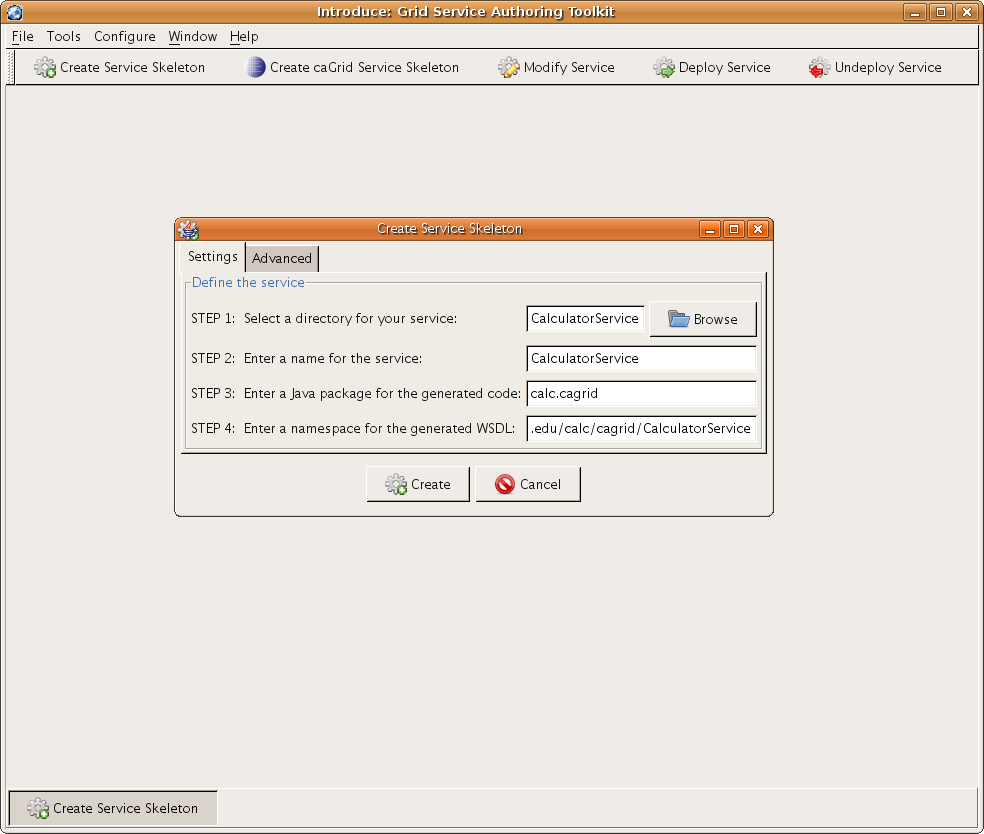 Introduce: Grid Service Authoring Toolkit
File Tools Configure Window Help
Create Service Skeleton Create caGrid Service Skeleton Modify Service Deploy Service Undeploy Service
Create Service Skeleton
Settings Advanced
Define the service
STEP 1: Select a directory for your service: CalculatorService Browse
STEP 2: Enter a name for the service: CalculatorService
STEP 3: Enter a Java package for the generated code: calc.cagrid
STEP 4: Enter a namespace for the generated WSDL: .edu/calc/cagrid/CalculatorService
Create Cancel
Create Service Skeleton